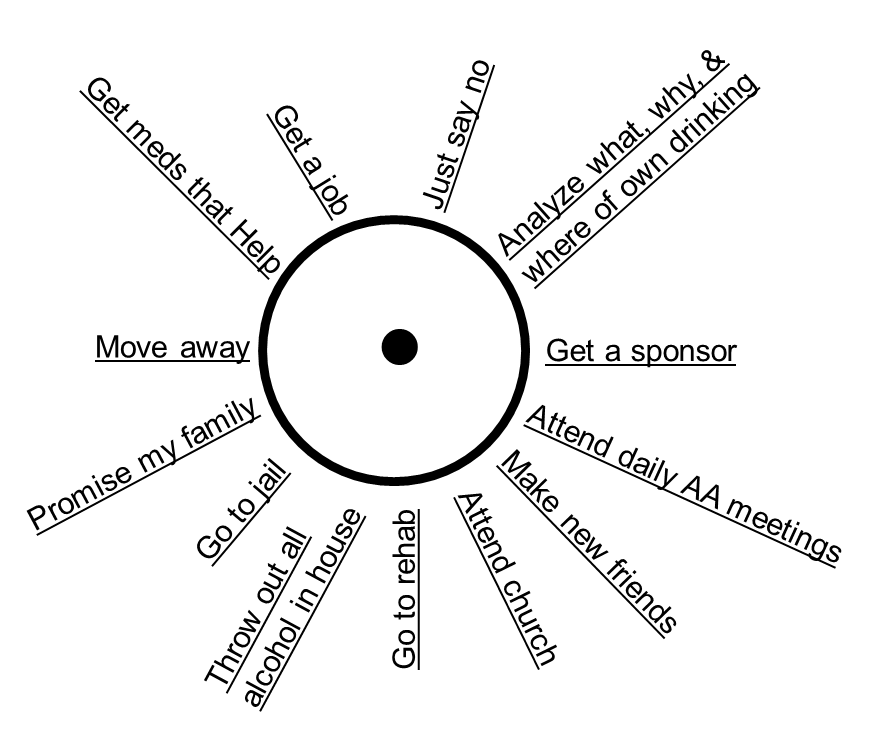 Just say no
Analyze what, why, &
where of own drinking
Get a sponsor
Attend daily AA meetings
Make new friends
Attend church
Go to rehab
Throw out all
alcohol in house
Go to jail
Promise my family
Move away
Get meds that Help
Get a job